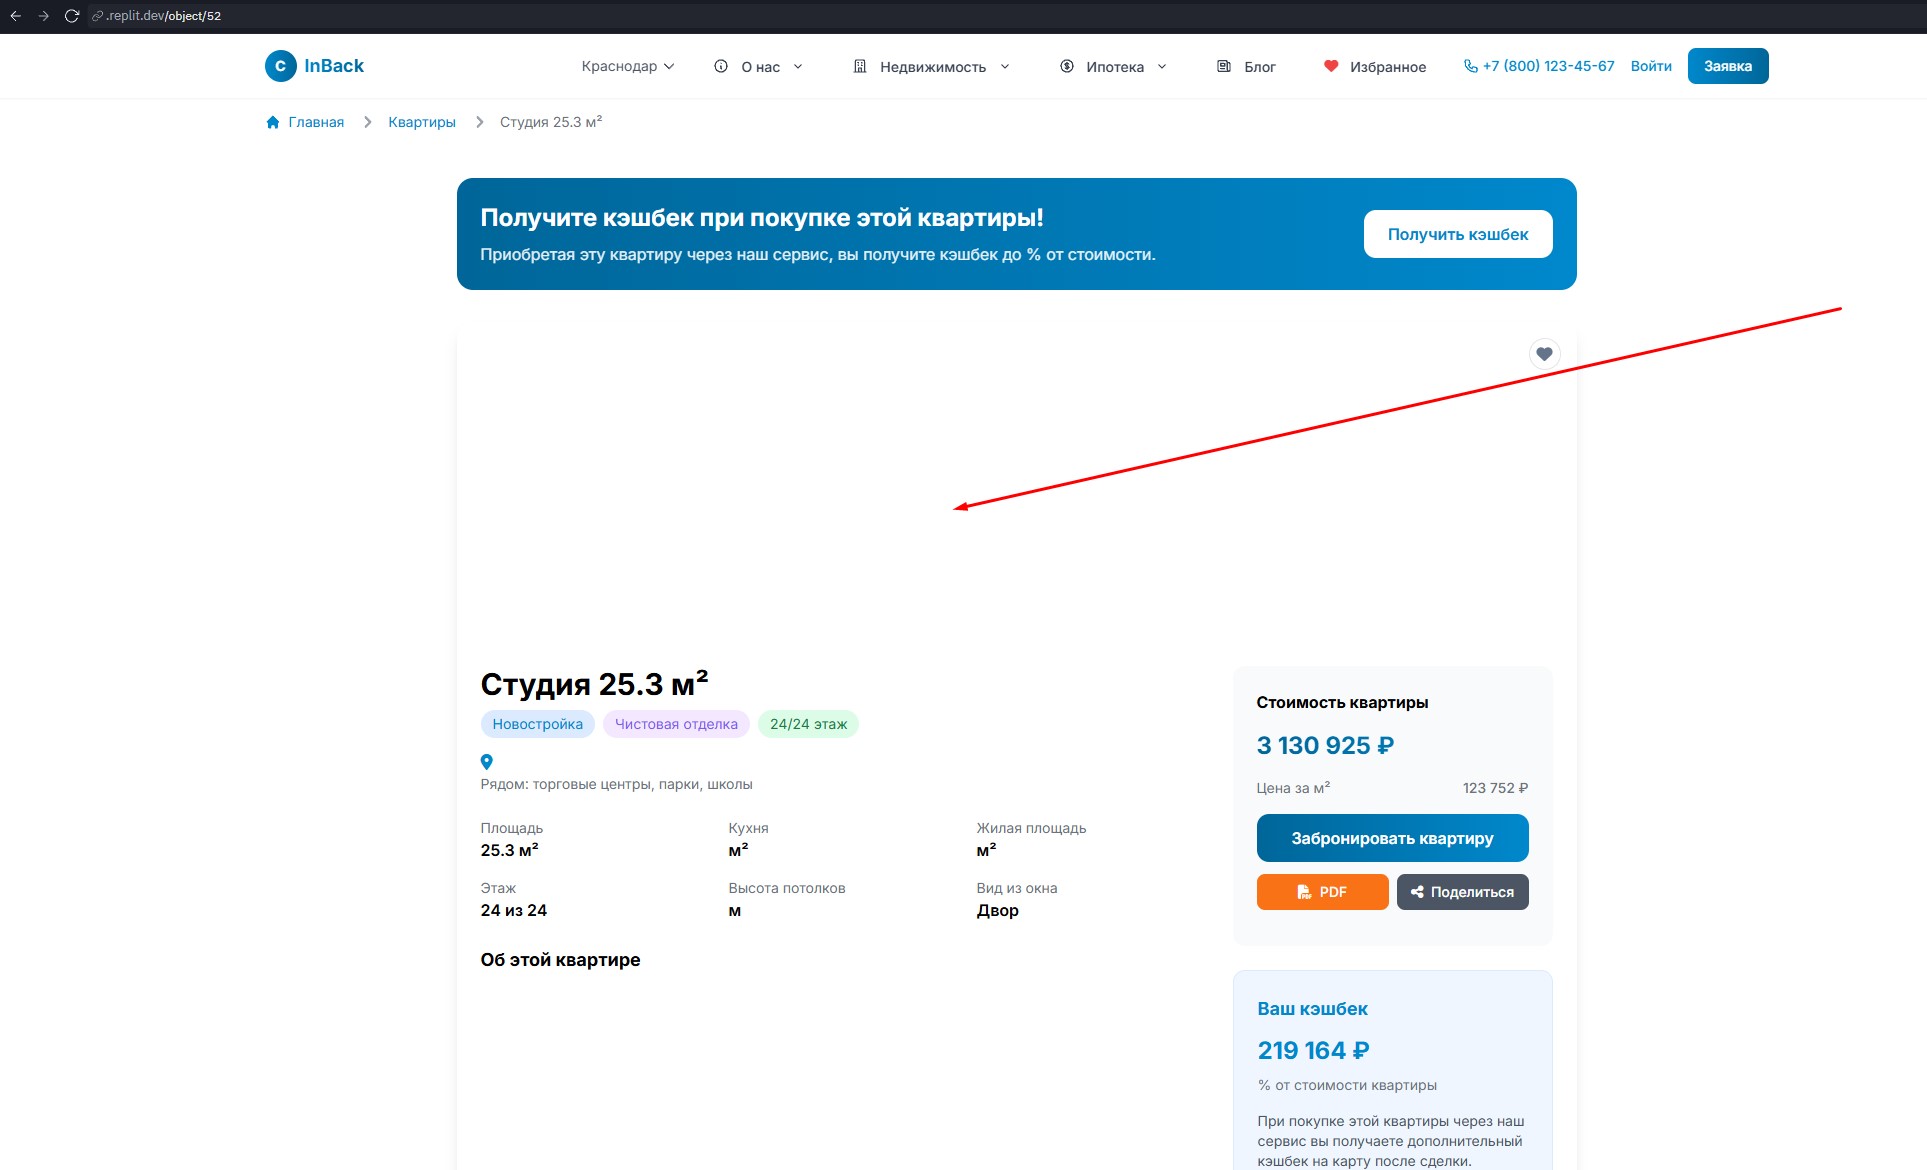 .replit.dev/object/52
C InBack
Краснодар
О нас
Недвижимость
Ипотека
Блог
Избранное
+7 (800) 123-45-67
Войти
Заявка
Главная
Квартиры
Студия 25.3 м²
Получите кэшбек при покупке этой квартиры!
Приобретая эту квартиру через наш сервис, вы получите кэшбек до % от стоимости.
Получить кэшбек
Студия 25.3 м²
Новостройка
Чистовая отделка
24/24 этаж
Рядом: торговые центры, парки, школы
Площадь
25.3 м²
Кухня
м²
Жилая площадь
м²
Этаж
24 из 24
Высота потолков
м
Вид из окна
Двор
Об этой квартире
Стоимость квартиры
3 130 925 ₽
Цена за м²
123 752 ₽
Забронировать квартиру
PDF
Поделиться
Ваш кэшбек
219 164 ₽
% от стоимости квартиры
При покупке этой квартиры через наш
сервис вы получаете дополнительный
кэшбек на карту после сделки.